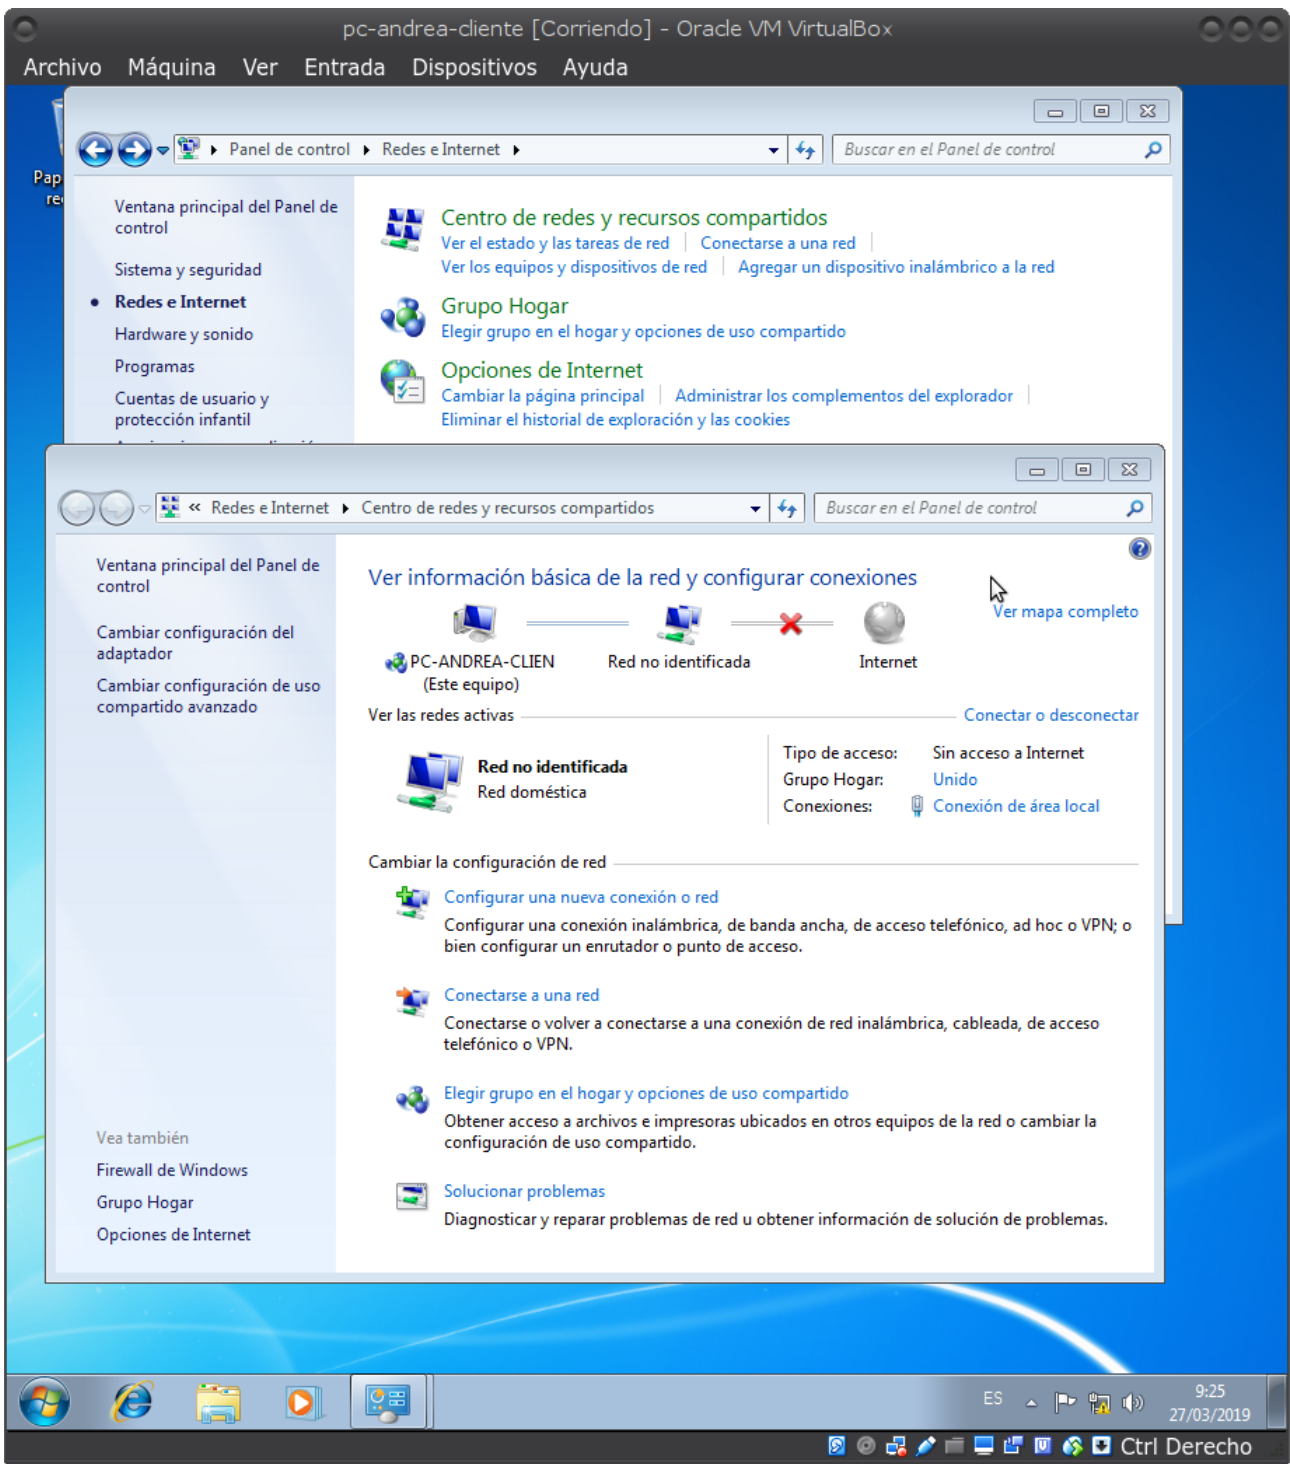 pc-andrea-cliente [Corriendo] - Oracle VM VirtualBox
Archivo Máquina Ver Entrada Dispositivos Ayuda
Panel de control Redes e Internet
Buscar en el Panel de control
Pap
rec
Ventana principal del Panel de
control
Sistema y seguridad
Redes e Internet
Hardware y sonido
Programas
Cuentas de usuario y
protección infantil
Centro de redes y recursos compartidos
Ver el estado y las tareas de red Conectarse a una red
Ver los equipos y dispositivos de red Agregar un dispositivo inalámbrico a la red
Grupo Hogar
Elegir grupo en el hogar y opciones de uso compartido
Opciones de Internet
Cambiar la página principal Administrar los complementos del explorador
Eliminar el historial de exploración y las cookies
« Redes e Internet Centro de redes y recursos compartidos
Buscar en el Panel de control
Ventana principal del Panel de
control
Cambiar configuración del
adaptador
Cambiar configuración de uso
compartido avanzado
Vea también
Firewall de Windows
Grupo Hogar
Opciones de Internet
Ver información básica de la red y configurar conexiones
Ver mapa completo
PC-ANDREA-CLIEN
(Este equipo)
Red no identificada
Internet
Ver las redes activas
Conectar o desconectar
Red no identificada
Red doméstica
Tipo de acceso: Sin acceso a Internet
Grupo Hogar: Unido
Conexiones: Conexión de área local
Cambiar la configuración de red
Configurar una nueva conexión o red
Configurar una conexión inalámbrica, de banda ancha, de acceso telefónico, ad hoc o VPN; o
bien configurar un enrutador o punto de acceso.
Conectarse a una red
Conectarse o volver a conectarse a una conexión de red inalámbrica, cableada, de acceso
telefónico o VPN.
Elegir grupo en el hogar y opciones de uso compartido
Obtener acceso a archivos e impresoras ubicados en otros equipos de la red o cambiar la
configuración de uso compartido.
Solucionar problemas
Diagnosticar y reparar problemas de red u obtener información de solución de problemas.
ES
9:25
27/03/2019
Ctrl Derecho